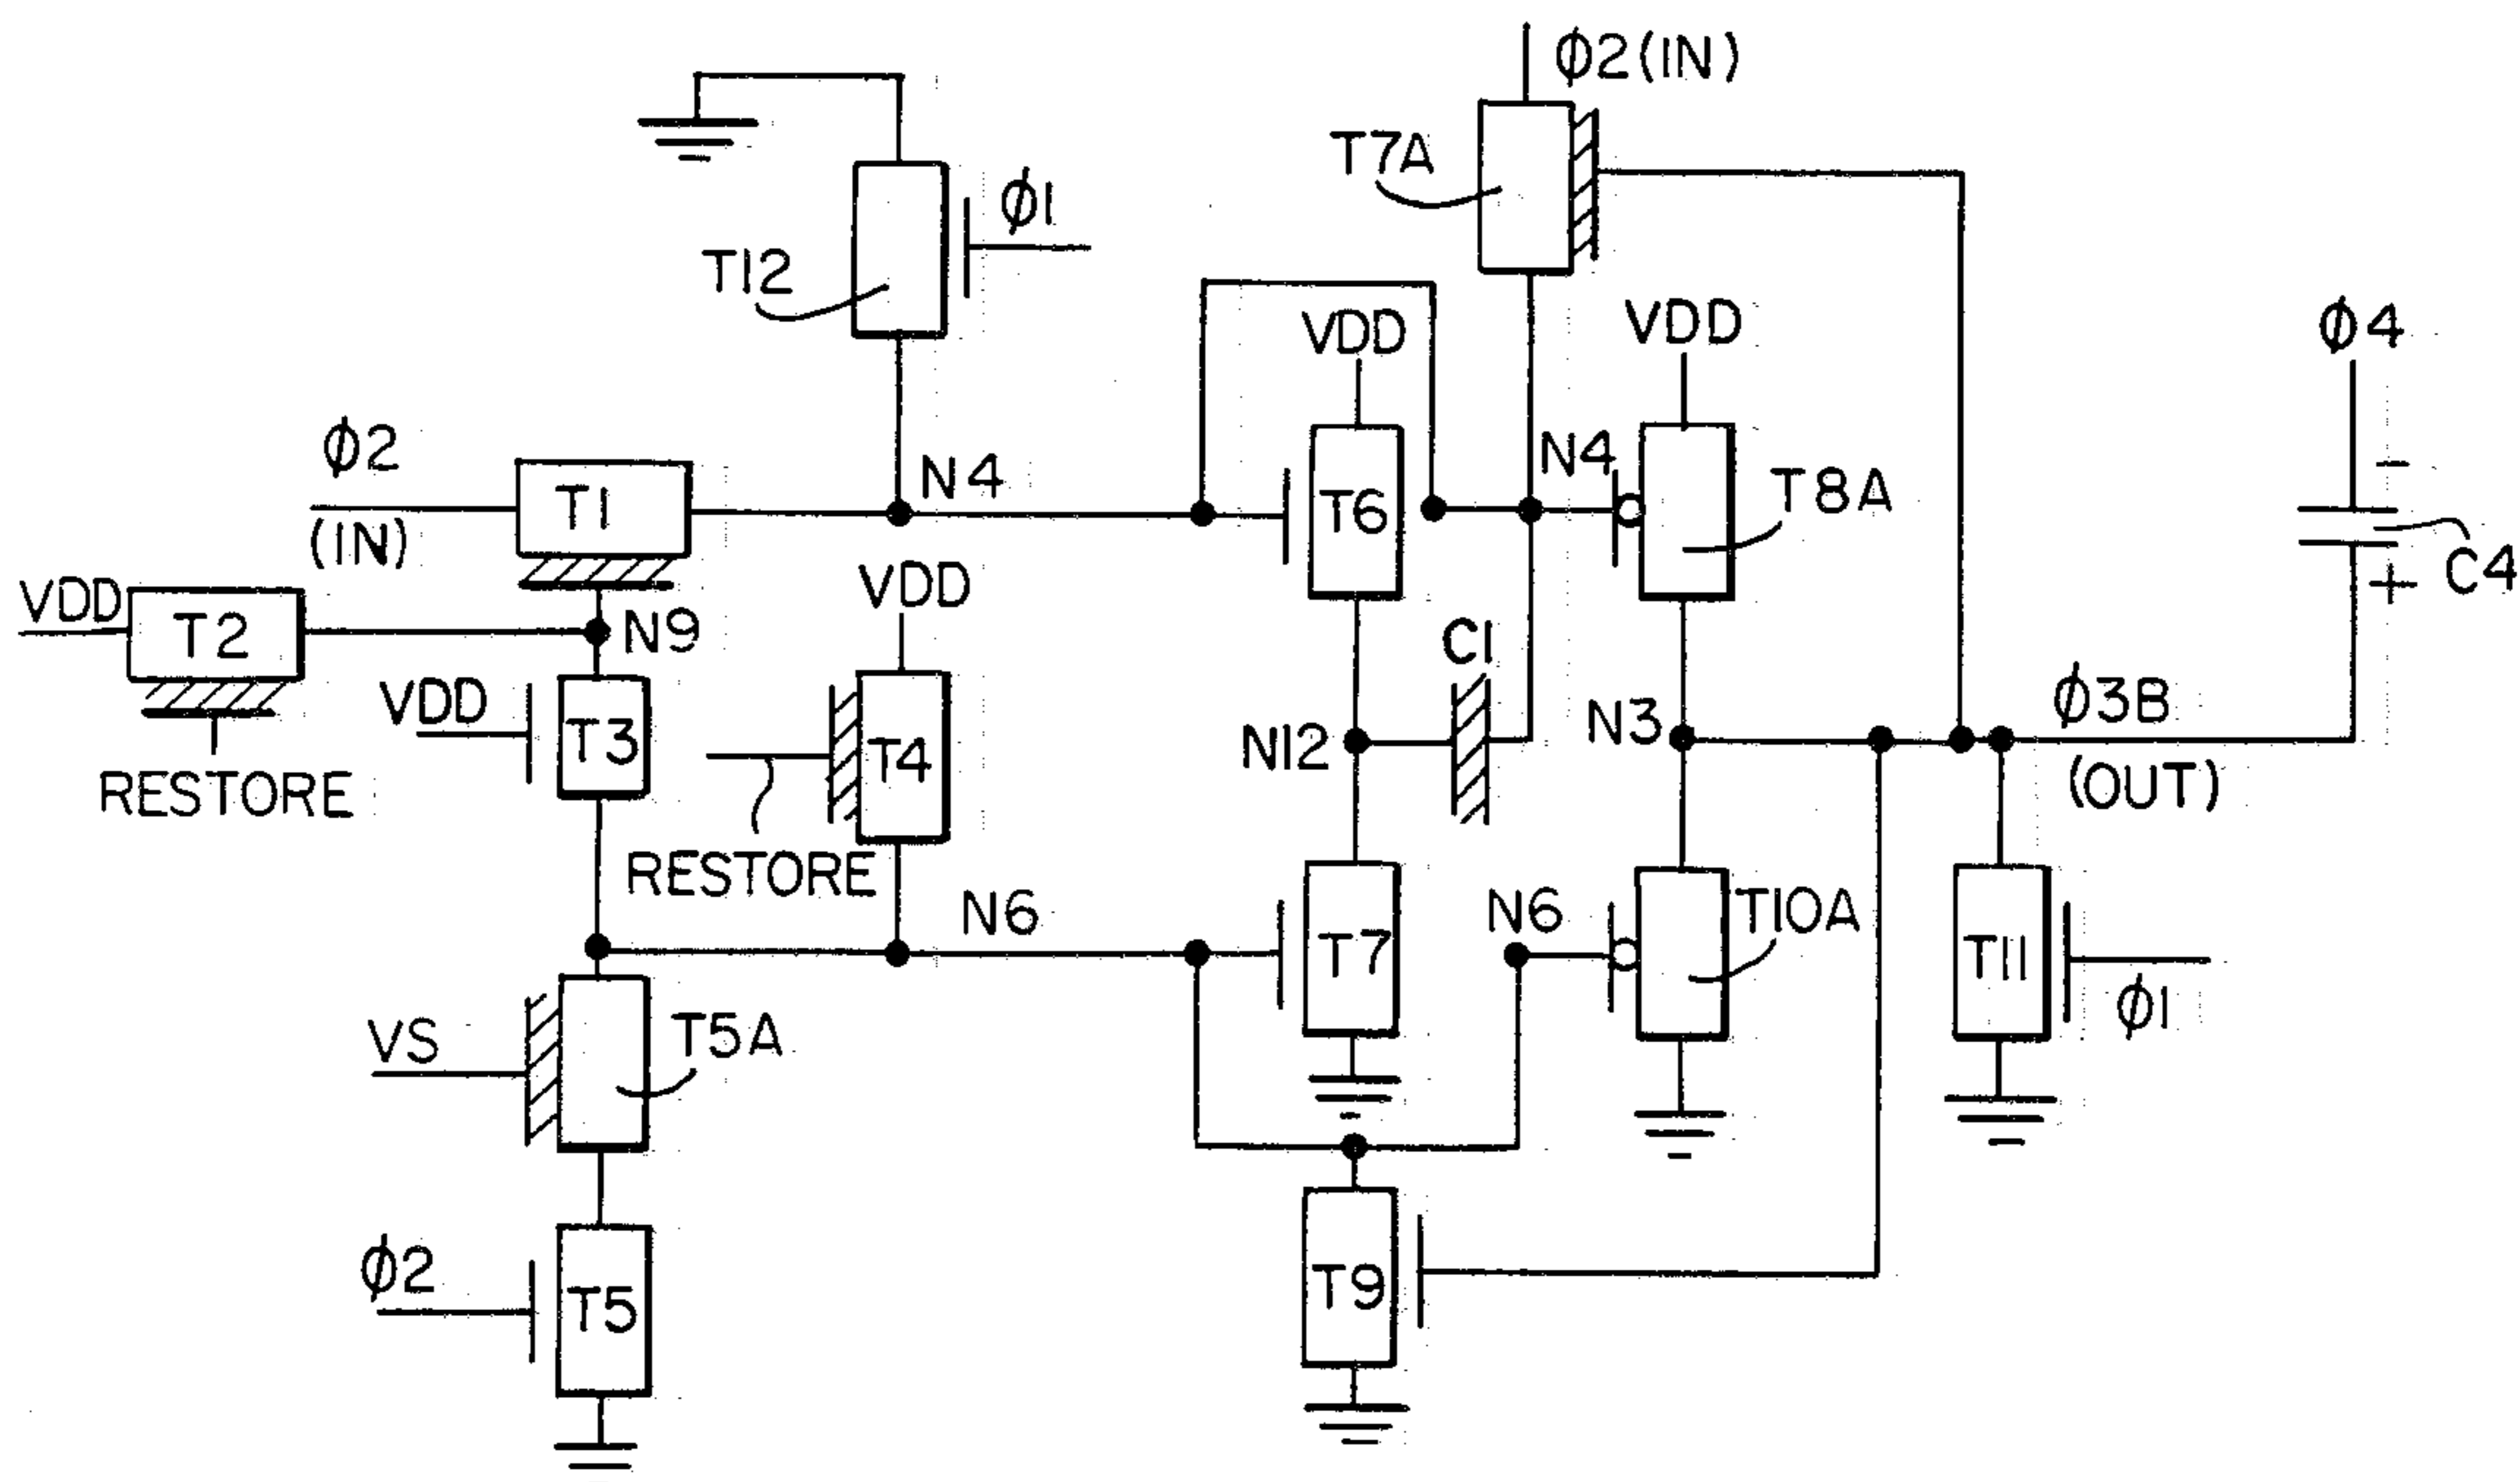 ϕ2(IN)
T7A
ϕ1
T12
VDD
VDD
ϕ4
ϕ2
(IN)
T1
N4
T6
N4
T8A
C4
−
+
VDD
T2
N9
VDD
C1
RESTORE
VDD
T3
T4
RESTORE
N12
N3
ϕ3B
(OUT)
N6
T7
N6
T10A
T11
ϕ1
VS
T5A
ϕ2
T5
T9